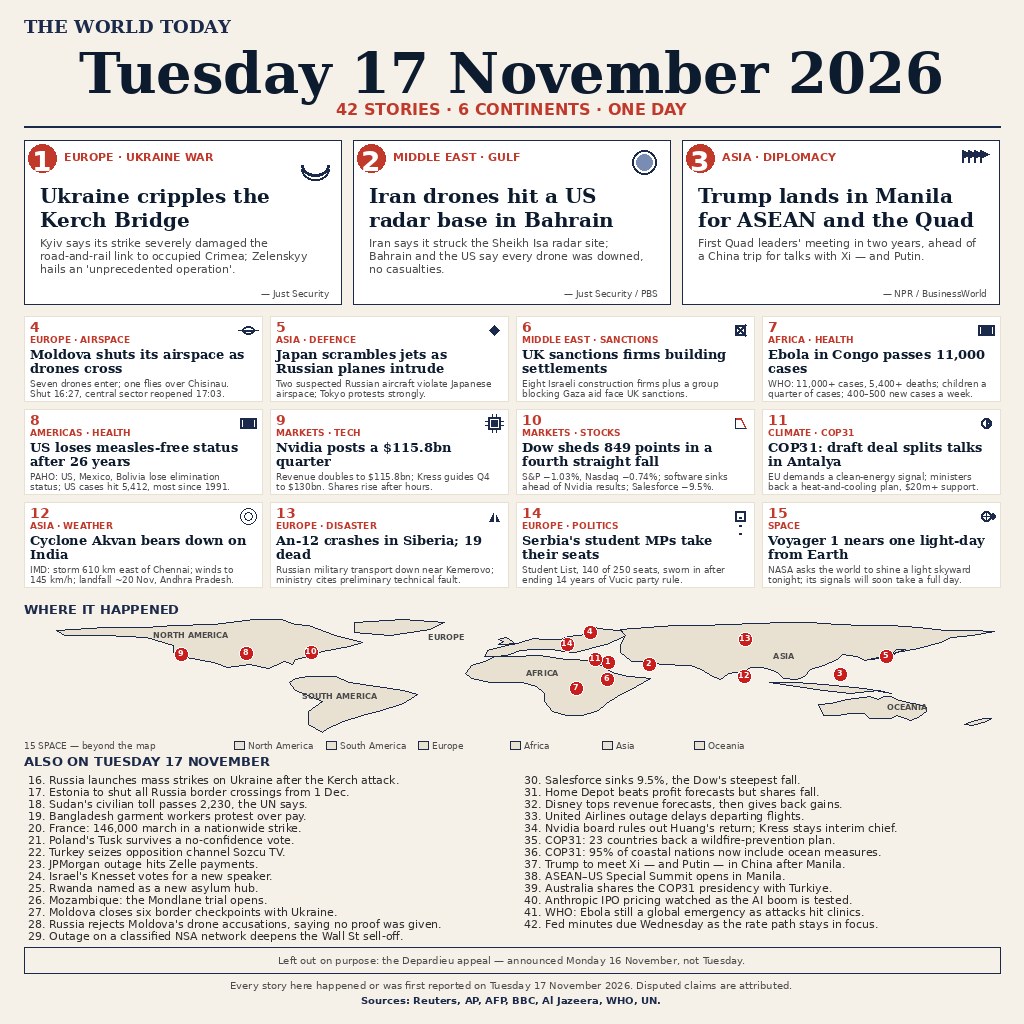 THE WORLD TODAY
Tuesday 17 November 2026
42 STORIES · 6 CONTINENTS · ONE DAY
1
EUROPE · UKRAINE WAR
Ukraine cripples the
Kerch Bridge
Kyiv says its strike severely damaged the
road-and-rail link to occupied Crimea; Zelenskyy
hails an 'unprecedented operation'.
— Just Security
2
MIDDLE EAST · GULF
Iran drones hit a US
radar base in Bahrain
Iran says it struck the Sheikh Isa radar site;
Bahrain and the US say every drone was downed,
no casualties.
— Just Security / PBS
3
ASIA · DIPLOMACY
Trump lands in Manila
for ASEAN and the Quad
First Quad leaders' meeting in two years, ahead of
a China trip for talks with Xi — and Putin.
— NPR / BusinessWorld
4
EUROPE · AIRSPACE
Moldova shuts its airspace as
drones cross
Seven drones enter; one flies over Chisinau.
Shut 16:27, central sector reopened 17:03.
5
ASIA · DEFENCE
Japan scrambles jets as
Russian planes intrude
Two suspected Russian aircraft violate Japanese
airspace; Tokyo protests strongly.
6
MIDDLE EAST · SANCTIONS
UK sanctions firms building
settlements
Eight Israeli construction firms plus a group
blocking Gaza aid face UK sanctions.
7
AFRICA · HEALTH
Ebola in Congo passes 11,000
cases
WHO: 11,000+ cases, 5,400+ deaths; children a
quarter of cases; 400–500 new cases a week.
8
AMERICAS · HEALTH
US loses measles-free status
after 26 years
PAHO: US, Mexico, Bolivia lose elimination
status; US cases hit 5,412, most since 1991.
9
MARKETS · TECH
Nvidia posts a $115.8bn
quarter
Revenue doubles to $115.8bn; Kress guides Q4
to $130bn. Shares rise after hours.
10
MARKETS · STOCKS
Dow sheds 849 points in a
fourth straight fall
S&P −1.03%, Nasdaq −0.74%; software sinks
ahead of Nvidia results; Salesforce −9.5%.
11
CLIMATE · COP31
COP31: draft deal splits talks
in Antalya
EU demands a clean-energy signal; ministers
back a heat-and-cooling plan, $20m+ support.
12
ASIA · WEATHER
Cyclone Akvan bears down on
India
IMD: storm 610 km east of Chennai; winds to
145 km/h; landfall ~20 Nov, Andhra Pradesh.
13
EUROPE · DISASTER
An-12 crashes in Siberia; 19
dead
Russian military transport down near Kemerovo;
ministry cites preliminary technical fault.
14
EUROPE · POLITICS
Serbia's student MPs take
their seats
Student List, 140 of 250 seats, sworn in after
ending 14 years of Vucic party rule.
15
SPACE
Voyager 1 nears one light-day
from Earth
NASA asks the world to shine a light skyward
tonight; its signals will soon take a full day.
WHERE IT HAPPENED
NORTH AMERICA
EUROPE
ASIA
AFRICA
SOUTH AMERICA
OCEANIA
4
14
13
9
8
10
11
1
2
5
6
12
3
7
15 SPACE — beyond the map
North America
South America
Europe
Africa
Asia
Oceania
ALSO ON TUESDAY 17 NOVEMBER
16. Russia launches mass strikes on Ukraine after the Kerch attack.
17. Estonia to shut all Russia border crossings from 1 Dec.
18. Sudan's civilian toll passes 2,230, the UN says.
19. Bangladesh garment workers protest over pay.
20. France: 146,000 march in a nationwide strike.
21. Poland's Tusk survives a no-confidence vote.
22. Turkey seizes opposition channel Sozcu TV.
23. JPMorgan outage hits Zelle payments.
24. Israel's Knesset votes for a new speaker.
25. Rwanda named as a new asylum hub.
26. Mozambique: the Mondlane trial opens.
27. Moldova closes six border checkpoints with Ukraine.
28. Russia rejects Moldova's drone accusations, saying no proof was given.
29. Outage on a classified NSA network deepens the Wall St sell-off.
30. Salesforce sinks 9.5%, the Dow's steepest fall.
31. Home Depot beats profit forecasts but shares fall.
32. Disney tops revenue forecasts, then gives back gains.
33. United Airlines outage delays departing flights.
34. Nvidia board rules out Huang's return; Kress stays interim chief.
35. COP31: 23 countries back a wildfire-prevention plan.
36. COP31: 95% of coastal nations now include ocean measures.
37. Trump to meet Xi — and Putin — in China after Manila.
38. ASEAN–US Special Summit opens in Manila.
39. Australia shares the COP31 presidency with Turkiye.
40. Anthropic IPO pricing watched as the AI boom is tested.
41. WHO: Ebola still a global emergency as attacks hit clinics.
42. Fed minutes due Wednesday as the rate path stays in focus.
Left out on purpose: the Depardieu appeal — announced Monday 16 November, not Tuesday.
Every story here happened or was first reported on Tuesday 17 November 2026. Disputed claims are attributed.
Sources: Reuters, AP, AFP, BBC, Al Jazeera, WHO, UN.